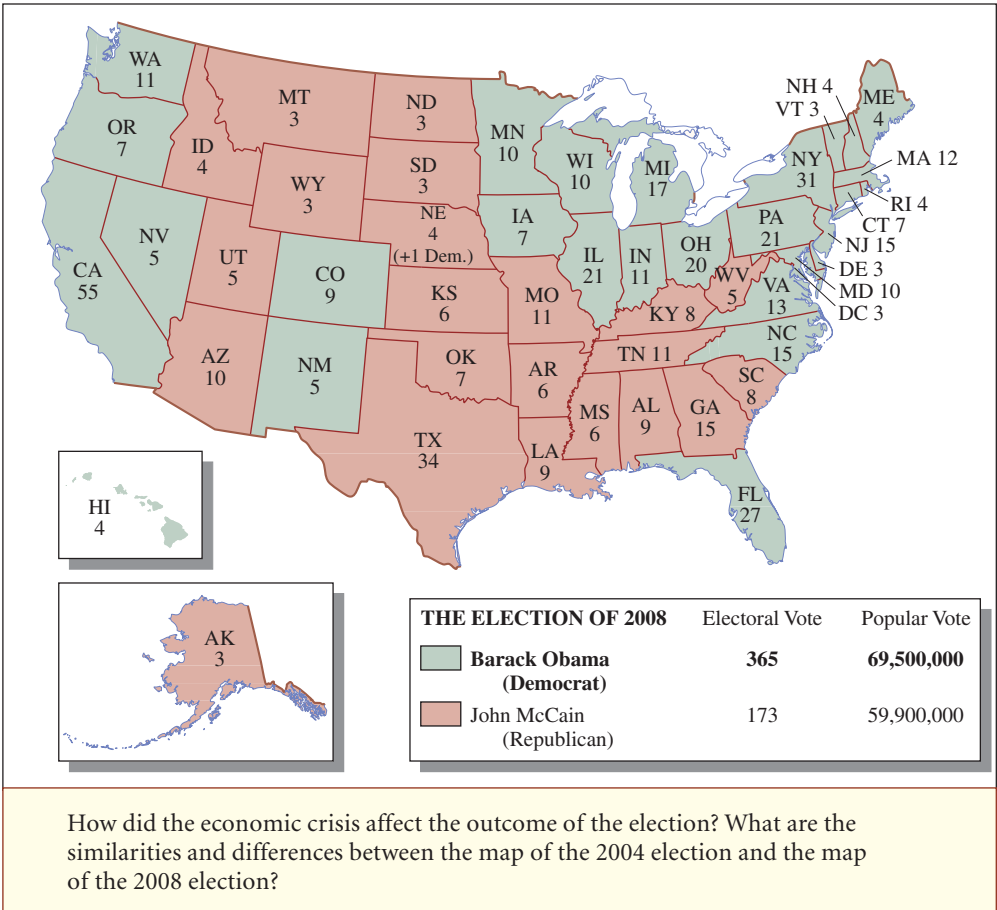 WA
11
OR
7
CA
55
NV
5
ID
4
MT
3
WY
3
UT
5
AZ
10
CO
9
NM
5
ND
3
SD
3
NE
4
(+1 Dem.)
KS
6
OK
7
TX
34
MN
10
IA
7
MO
11
AR
6
LA
9
WI
10
IL
21
MI
17
IN
11
OH
20
KY 8
TN 11
MS
6
AL
9
GA
15
FL
27
SC
8
NC
15
VA
13
WV
5
PA
21
NY
31
VT 3
NH 4
ME
4
MA 12
RI 4
CT 7
NJ 15
DE 3
MD 10
DC 3
HI
4
AK
3
THE ELECTION OF 2008 Electoral Vote Popular Vote
Barack Obama 365 69,500,000
(Democrat)
John McCain 173 59,900,000
(Republican)
How did the economic crisis affect the outcome of the election? What are the
similarities and differences between the map of the 2004 election and the map
of the 2008 election?